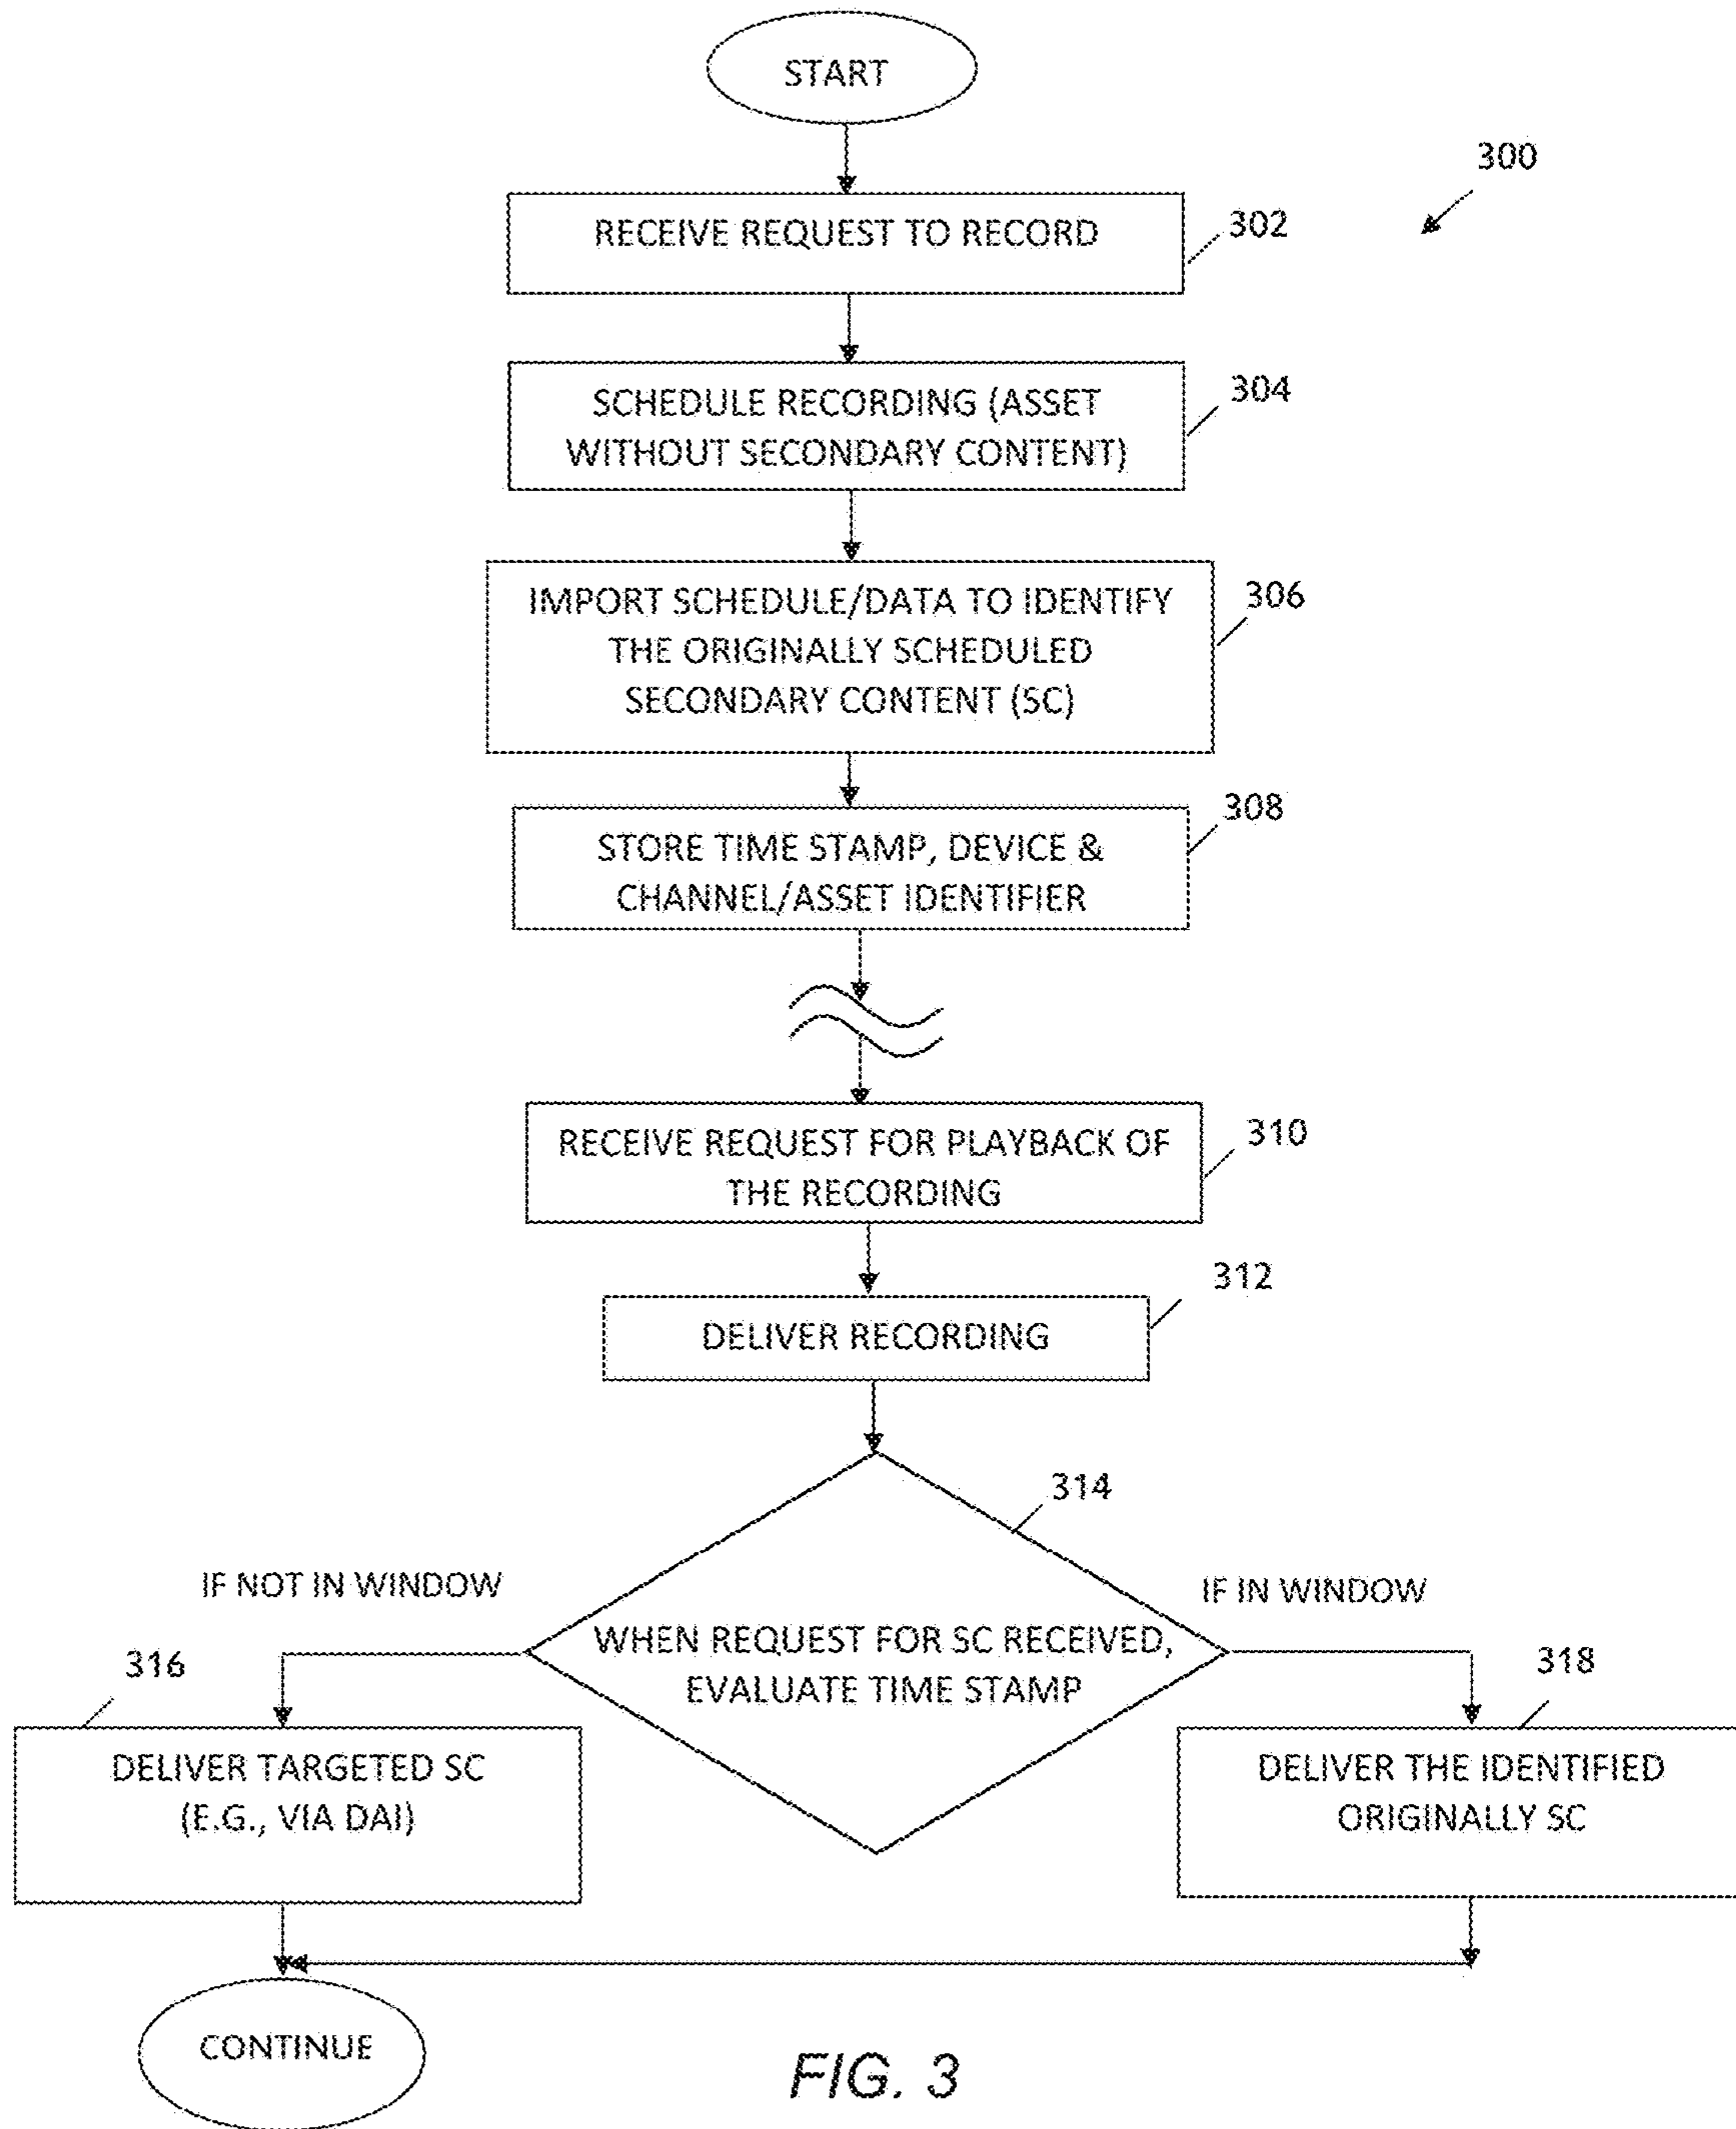 START
300
RECEIVE REQUEST TO RECORD
302
SCHEDULE RECORDING (ASSET
WITHOUT SECONDARY CONTENT)
304
IMPORT SCHEDULE/DATA TO IDENTIFY
THE ORIGINALLY SCHEDULED
SECONDARY CONTENT (SC)
306
STORE TIME STAMP, DEVICE &
CHANNEL/ASSET IDENTIFIER
308
RECEIVE REQUEST FOR PLAYBACK OF
THE RECORDING
310
DELIVER RECORDING
312
314
IF NOT IN WINDOW
IF IN WINDOW
WHEN REQUEST FOR SC RECEIVED,
EVALUATE TIME STAMP
316
DELIVER TARGETED SC
(E.G., VIA DAI)
318
DELIVER THE IDENTIFIED
ORIGINALLY SC
CONTINUE
FIG. 3